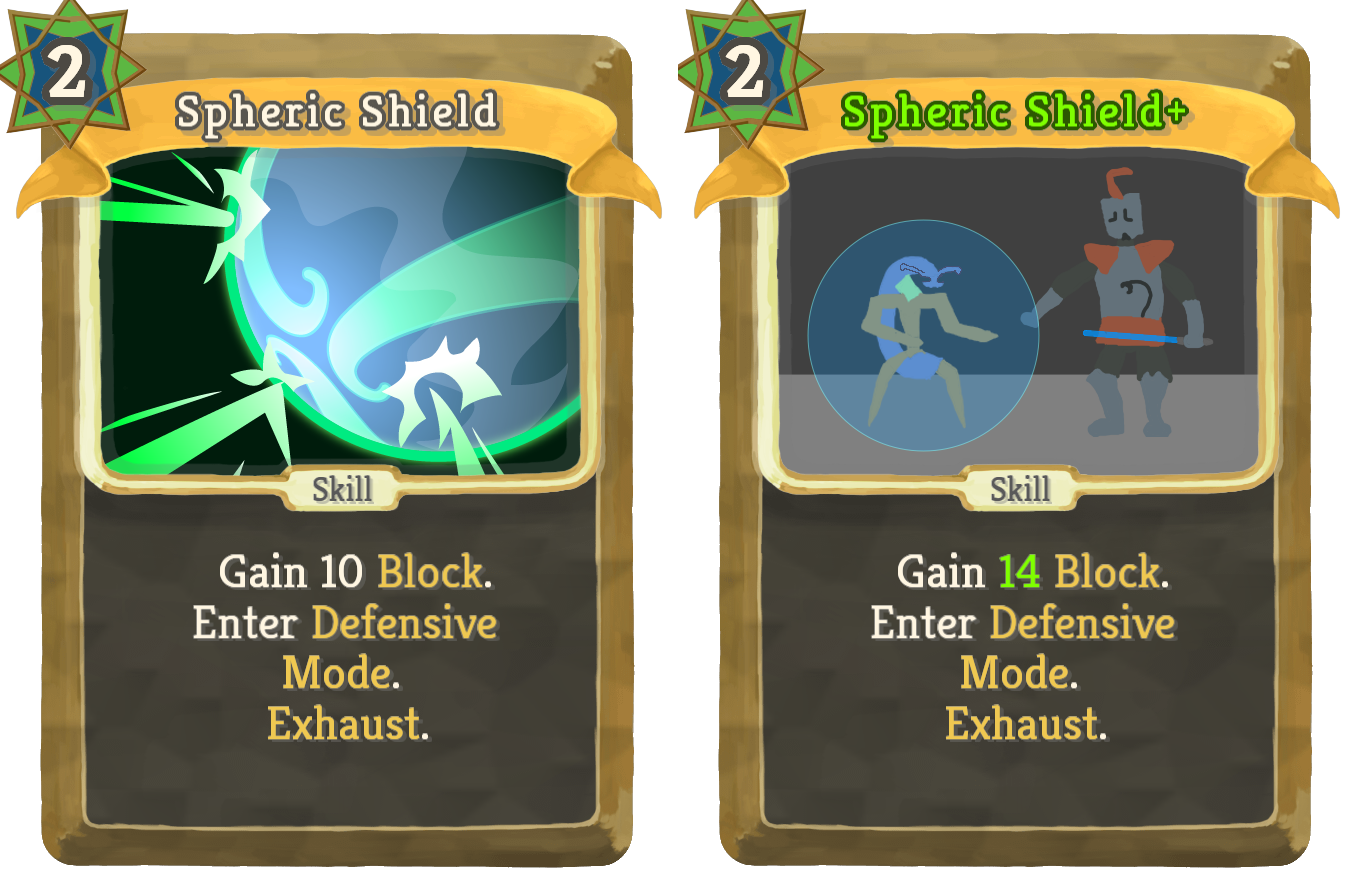 2
Spheric Shield
Skill
Gain 10 Block.
Enter Defensive
Mode.
Exhaust.
2
Spheric Shield+
Skill
Gain 14 Block.
Enter Defensive
Mode.
Exhaust.